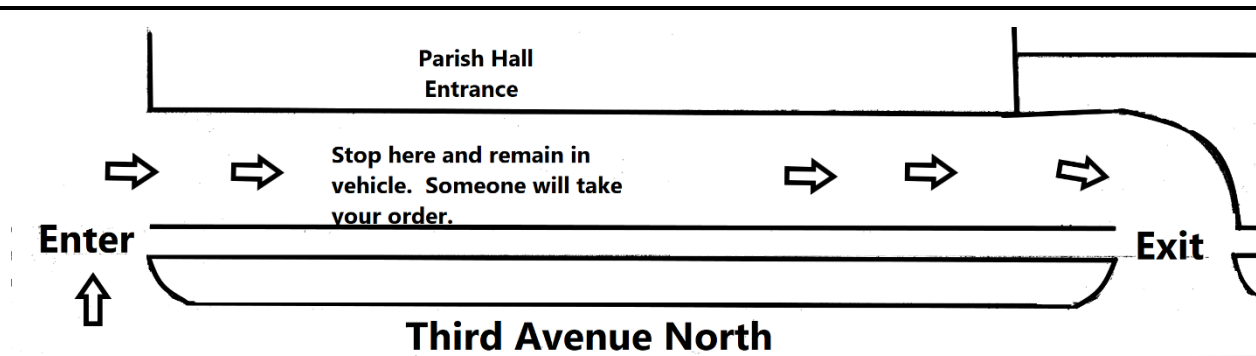 Parish Hall
Entrance
Stop here and remain in
vehicle.  Someone will take
your order.
Enter
Exit
Third Avenue North